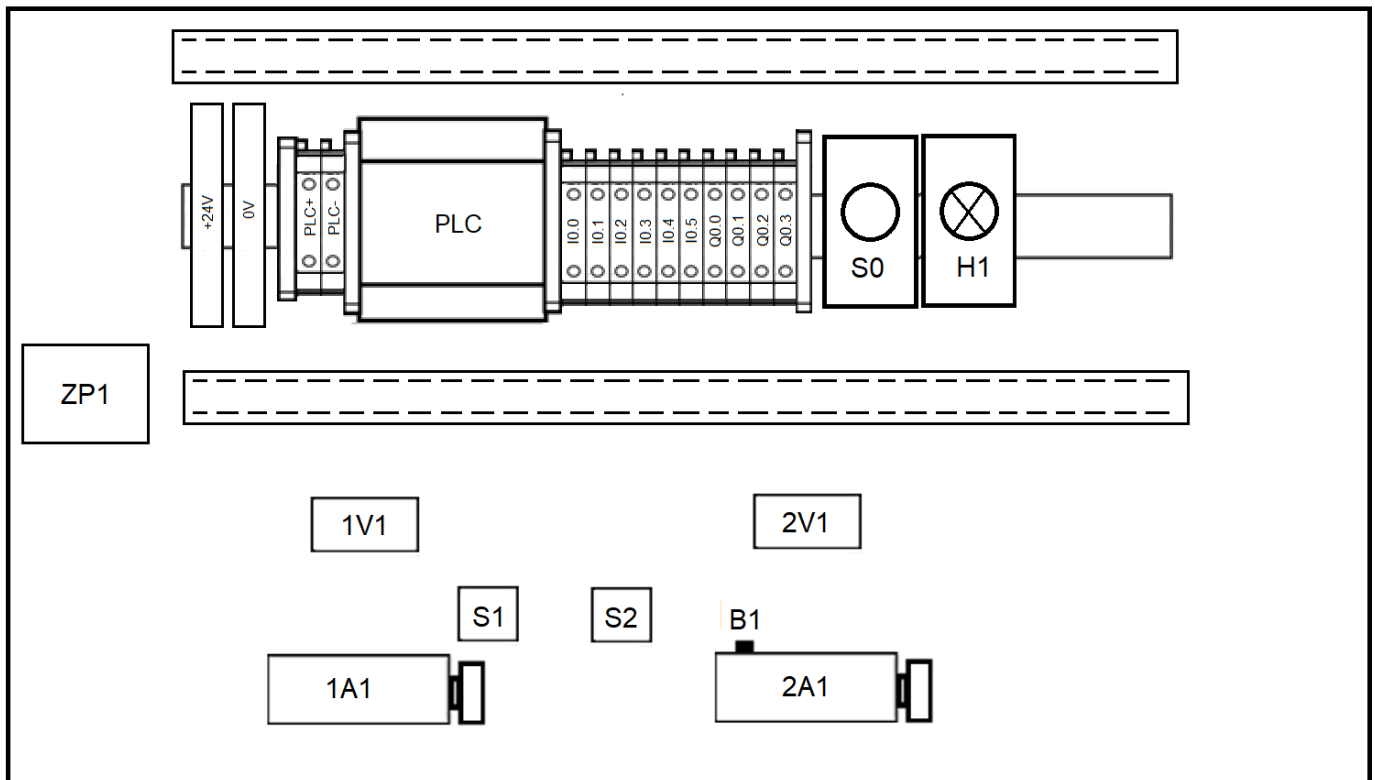 +24V
0V
PLC+
PLC-
PLC
I0.0
I0.1
I0.2
I0.3
I0.4
I0.5
Q0.0
Q0.1
Q0.2
Q0.3
S0
H1
ZP1
1V1
2V1
S1
S2
B1
1A1
2A1